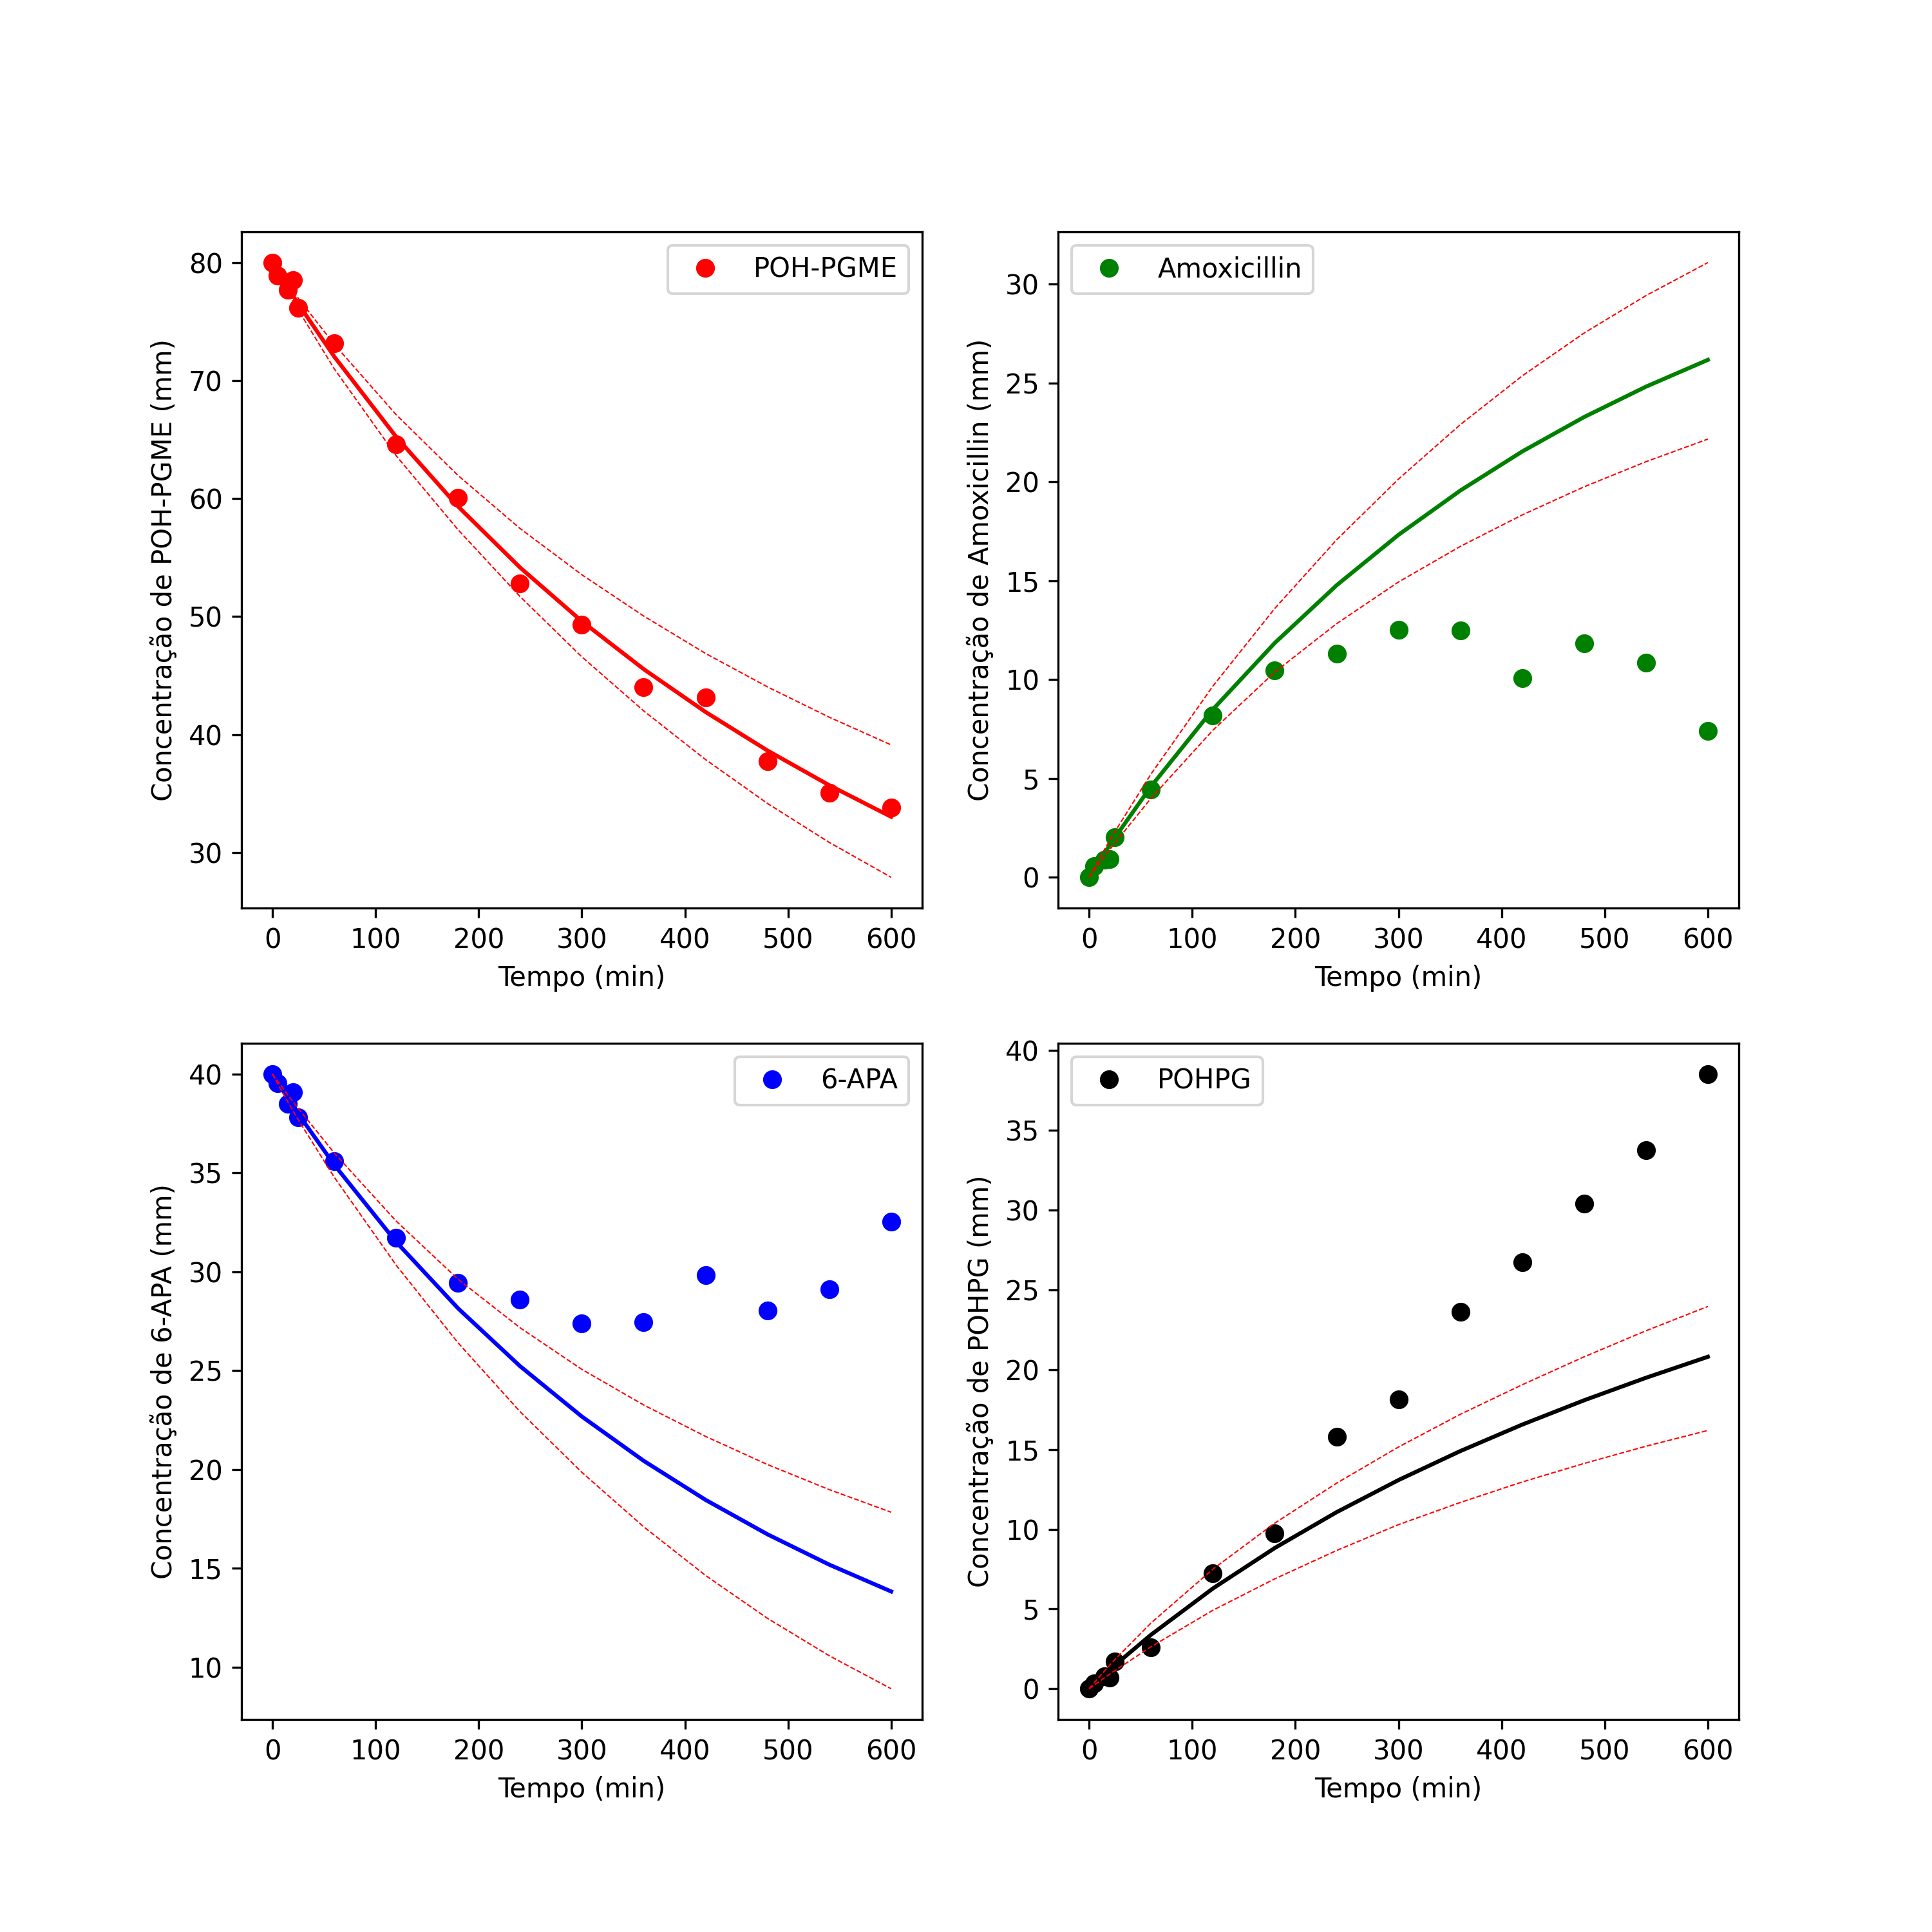 POH-PGME
80
70
60
50
40
30
Concentração de POH-PGME (mm)
0 100 200 300 400 500 600
Tempo (min)
Amoxicillin
30
25
20
15
10
5
0
Concentração de Amoxicillin (mm)
0 100 200 300 400 500 600
Tempo (min)
6-APA
40
35
30
25
20
15
10
Concentração de 6-APA (mm)
0 100 200 300 400 500 600
Tempo (min)
POHPG
40
35
30
25
20
15
10
5
0
Concentração de POHPG (mm)
0 100 200 300 400 500 600
Tempo (min)